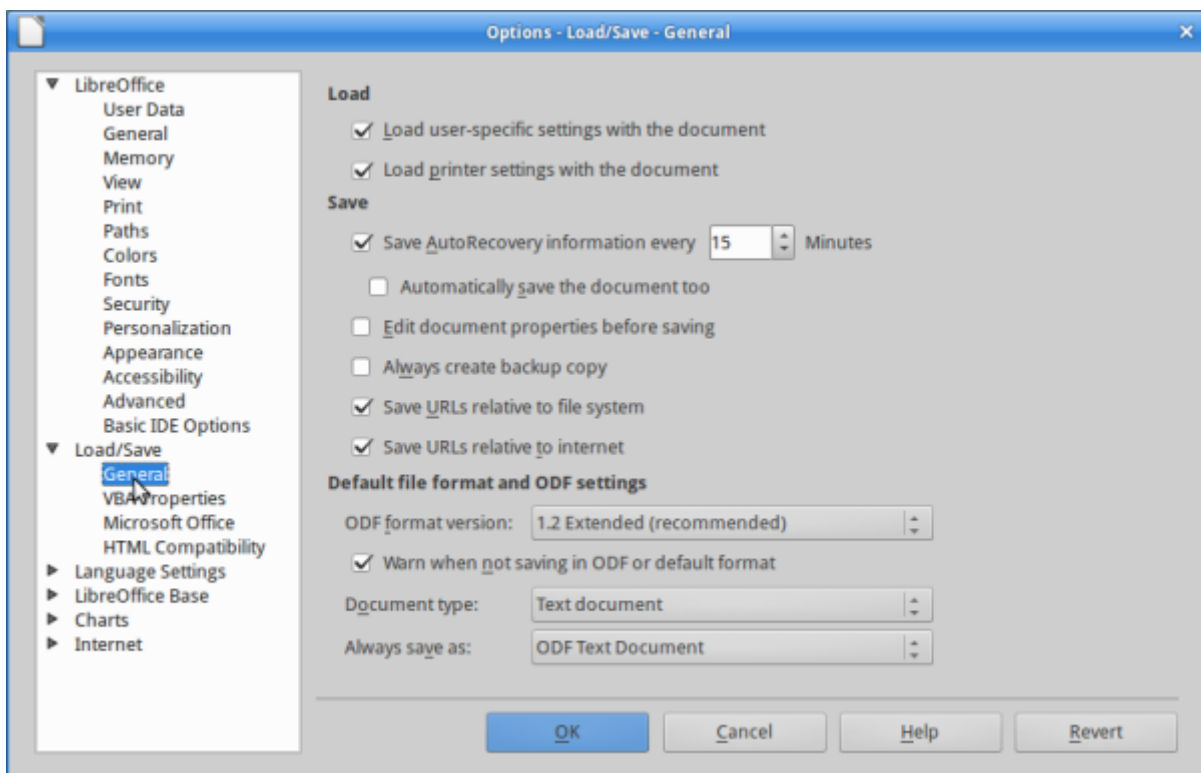 Options - Load/Save - General
LibreOffice
User Data
General
Memory
View
Print
Paths
Colors
Fonts
Security
Personalization
Appearance
Accessibility
Advanced
Basic IDE Options
Load/Save
General
VBA Properties
Microsoft Office
HTML Compatibility
Language Settings
LibreOffice Base
Charts
Internet
Load
Load user-specific settings with the document
Load printer settings with the document
Save
Save AutoRecovery information every 15 Minutes
Automatically save the document too
Edit document properties before saving
Always create backup copy
Save URLs relative to file system
Save URLs relative to internet
Default file format and ODF settings
ODF format version: 1.2 Extended (recommended)
Warn when not saving in ODF or default format
Document type: Text document
Always save as: ODF Text Document
OK Cancel Help Revert